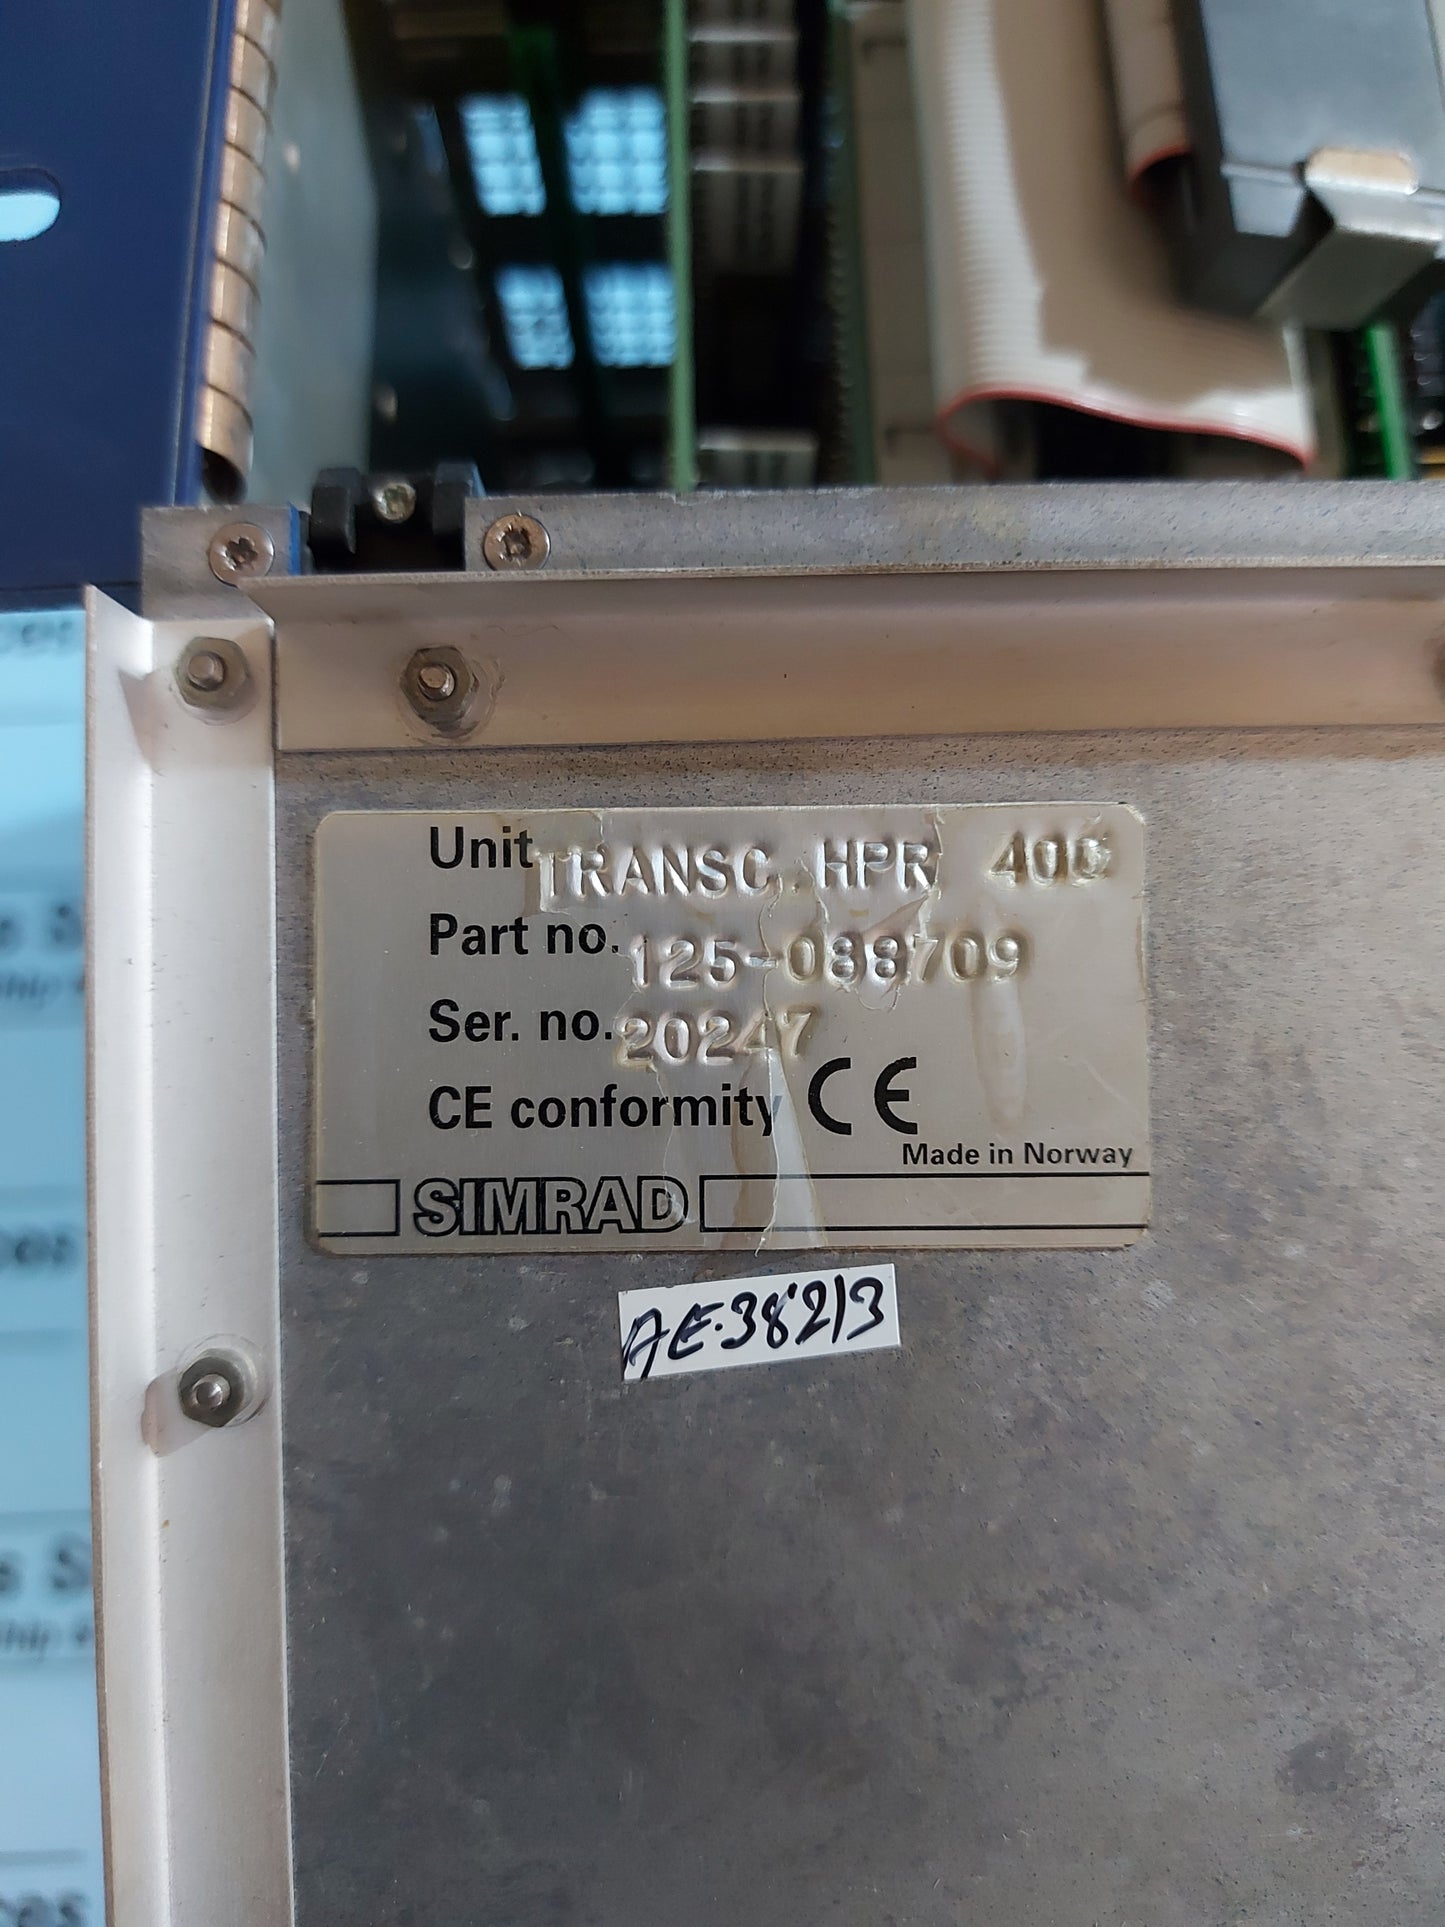 Unit TRANSC. HPR 400
Part no. 125-088709
Ser. no. 20247
CE conformity CE
Made in Norway
SIMRAD
AE-38213